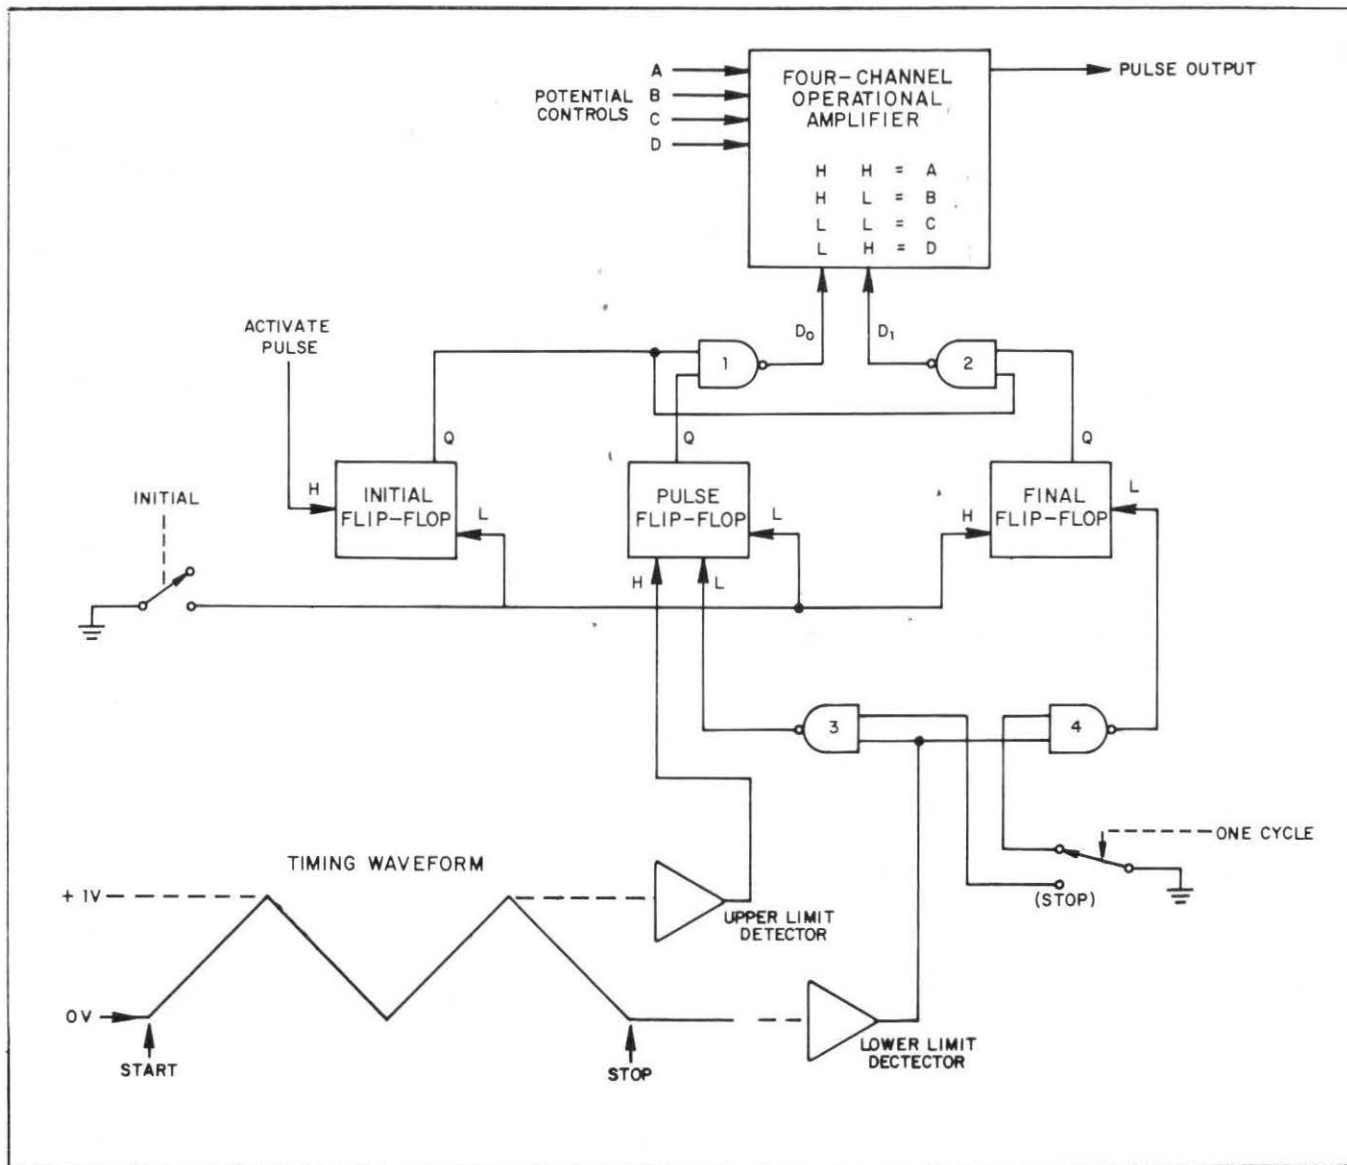 A
B
C
D
POTENTIAL
CONTROLS
FOUR-CHANNEL
OPERATIONAL
AMPLIFIER
H H = A
H L = B
L L = C
L H = D
PULSE OUTPUT
ACTIVATE
PULSE
D0
D1
1
2
Q
Q
Q
INITIAL
H
INITIAL
FLIP-FLOP
L
PULSE
FLIP-FLOP
L
H
L
H
FINAL
FLIP-FLOP
L
3
4
ONE CYCLE
(STOP)
TIMING WAVEFORM
+ 1V
UPPER LIMIT
DETECTOR
0V
START
STOP
LOWER LIMIT
DECTECTOR